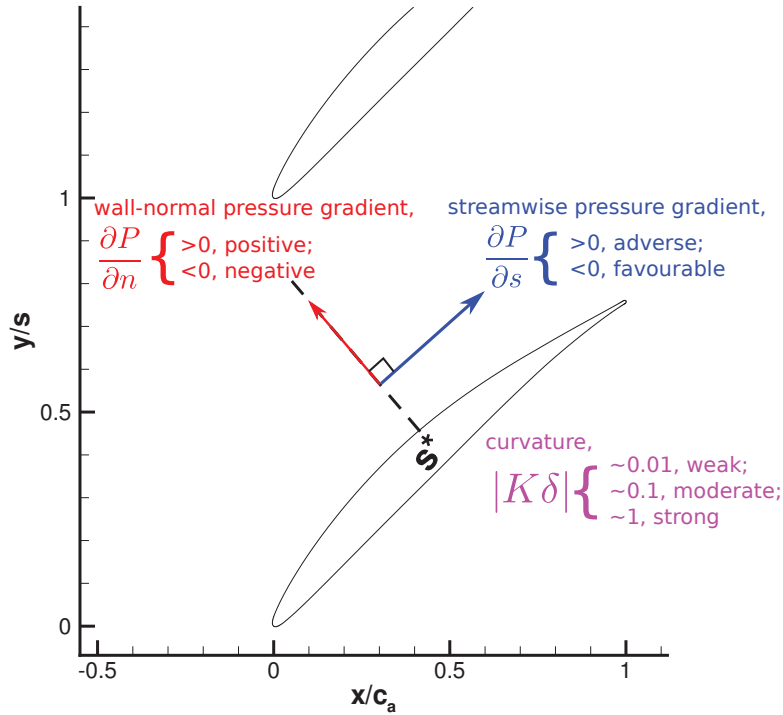 1
wall-normal pressure gradient,
∂P/∂n { >0, positive;
<0, negative
streamwise pressure gradient,
∂P/∂s { >0, adverse;
<0, favourable
y/s
0.5
s*
curvature,
|Kδ| { ~0.01, weak;
~0.1, moderate;
~1, strong
0
-0.5 0 0.5 1
x/cₐ